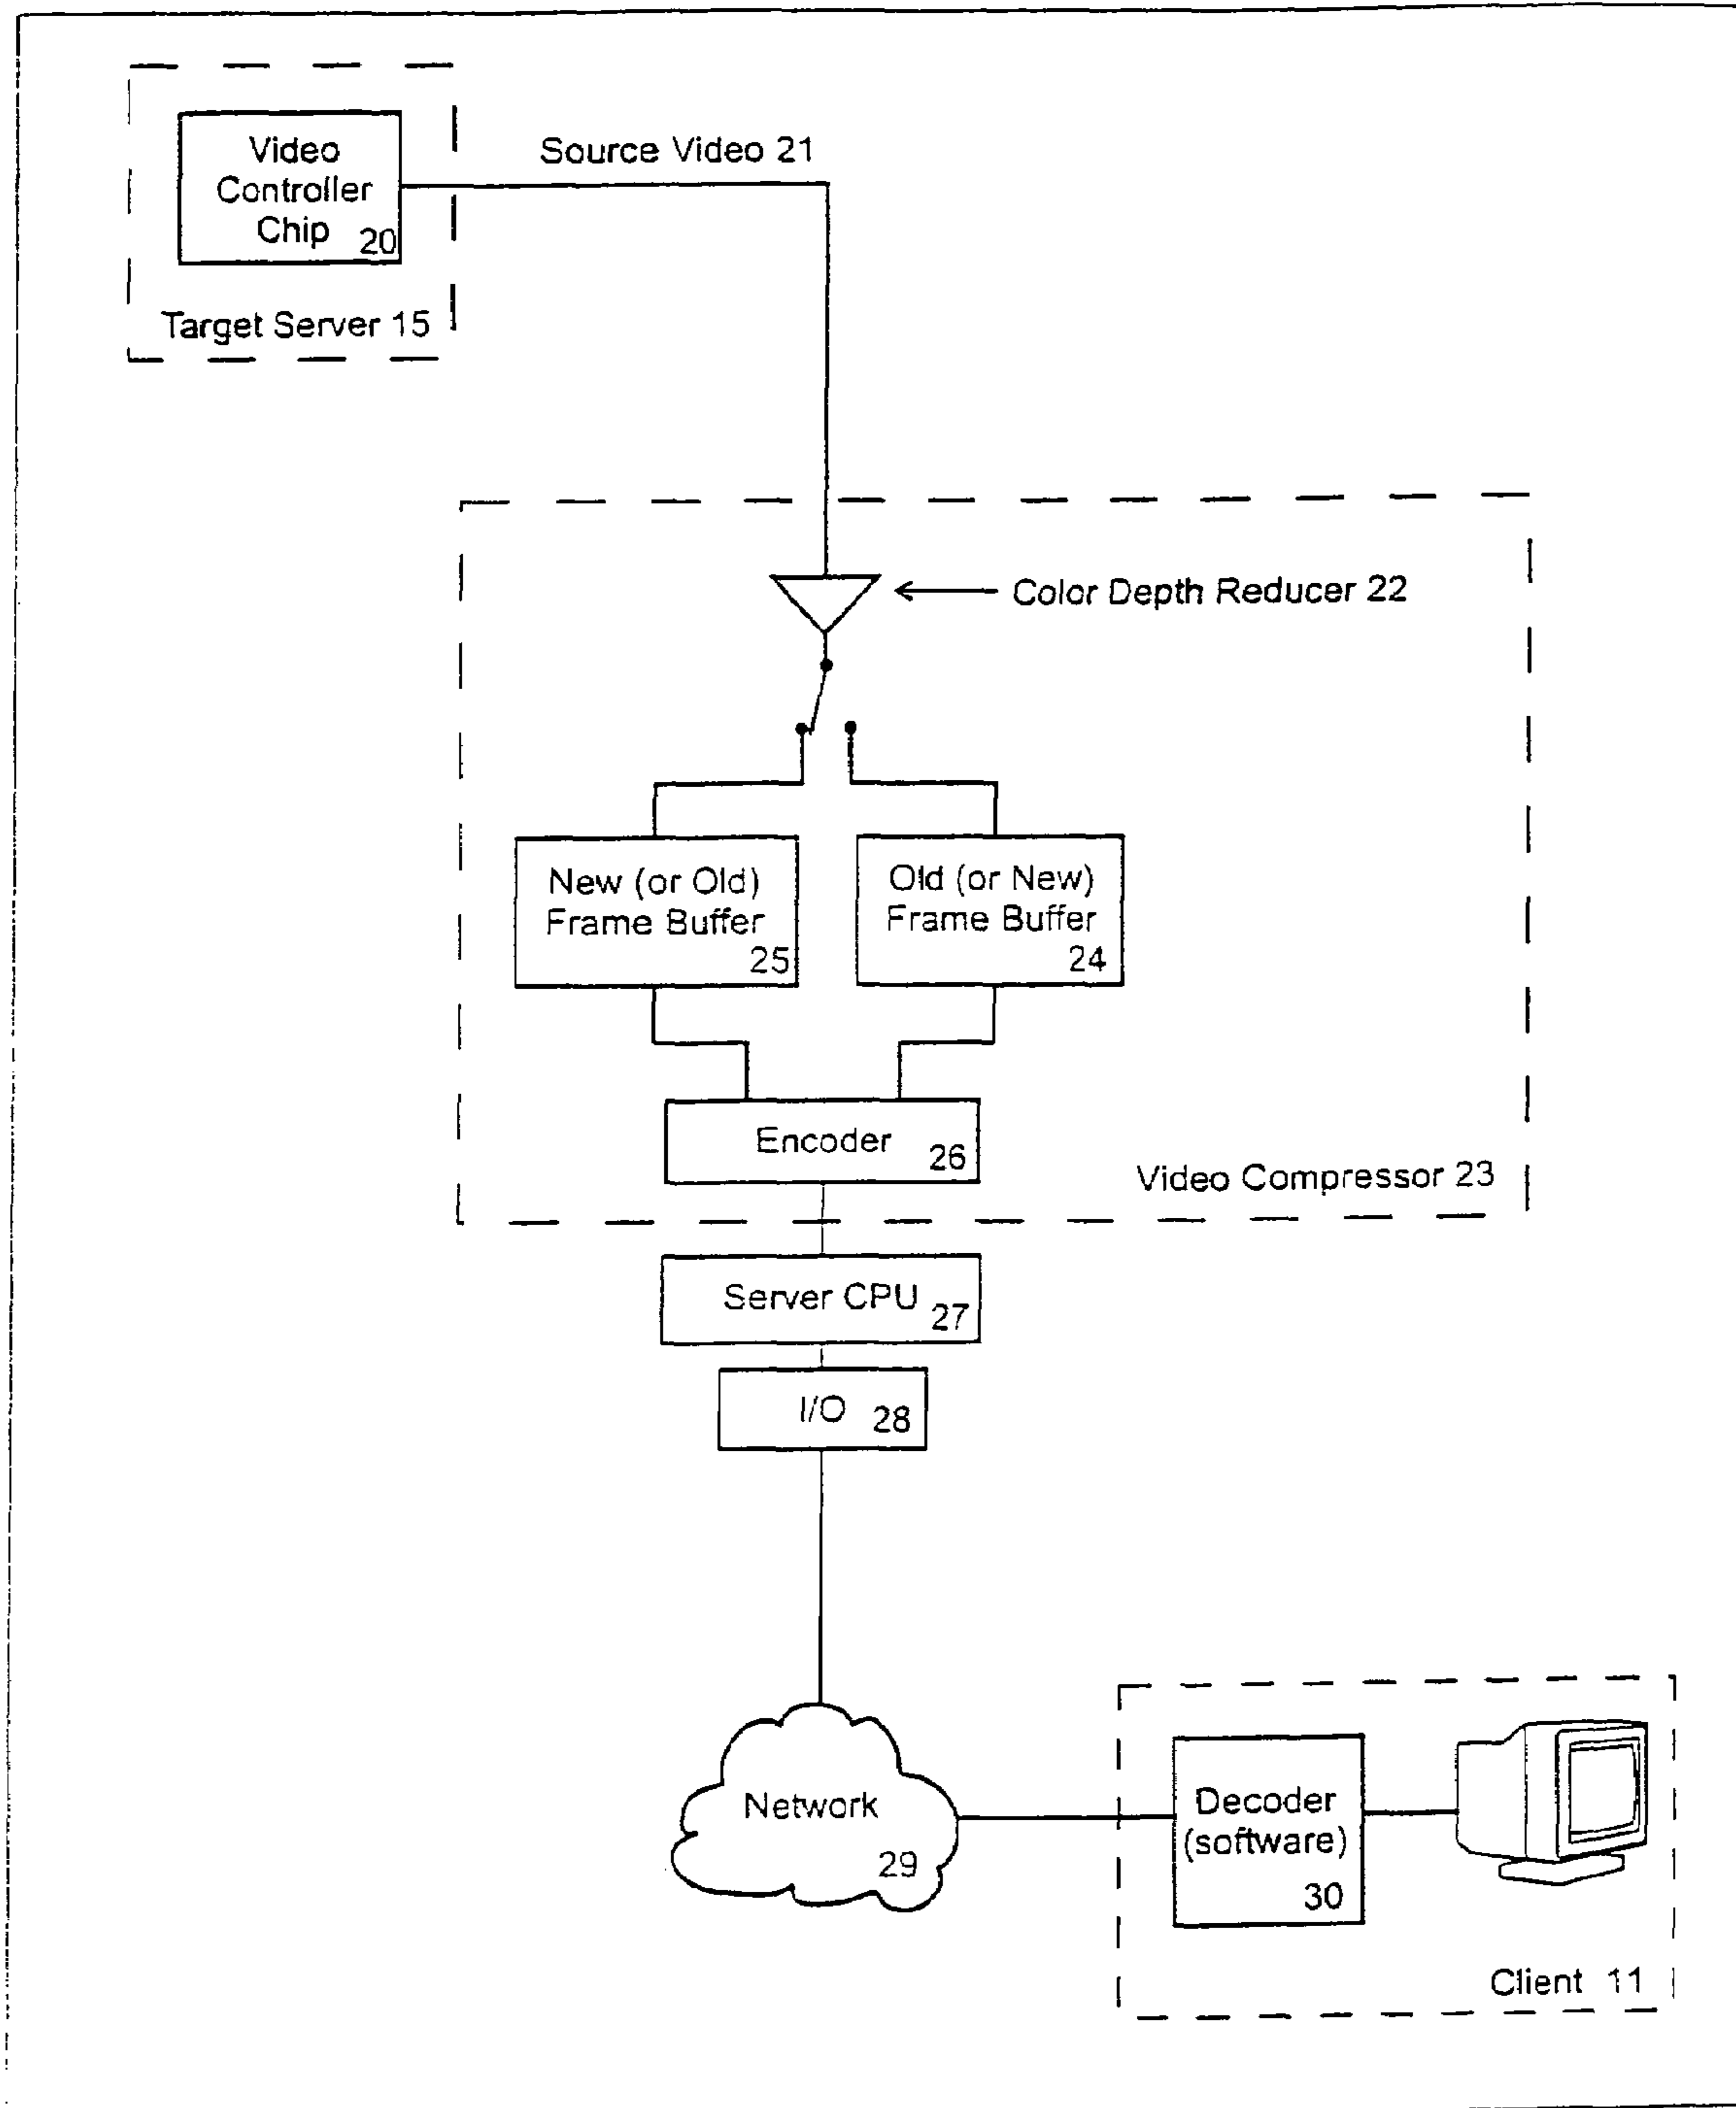 Video
Controller
Chip 20
Target Server 15
Source Video 21
Color Depth Reducer 22
New (or Old)
Frame Buffer
25
Old (or New)
Frame Buffer
24
Encoder 26
Video Compressor 23
Server CPU 27
I/O 28
Network
29
Decoder
(software)
30
Client 11